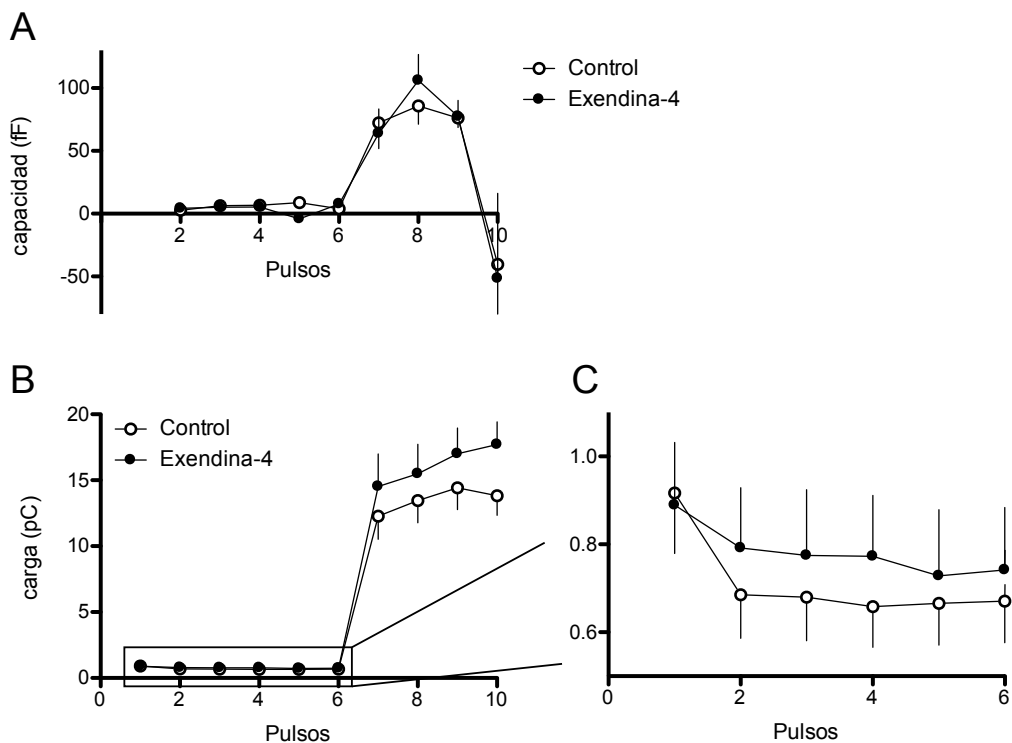 A
capacidad (fF)
100
50
0
-50
2
4
6
8
10
Pulsos
Control
Exendina-4
B
carga (pC)
20
15
10
5
0
Control
Exendina-4
0
2
4
6
8
10
Pulsos
C
1.0
0.8
0.6
0
2
4
6
Pulsos